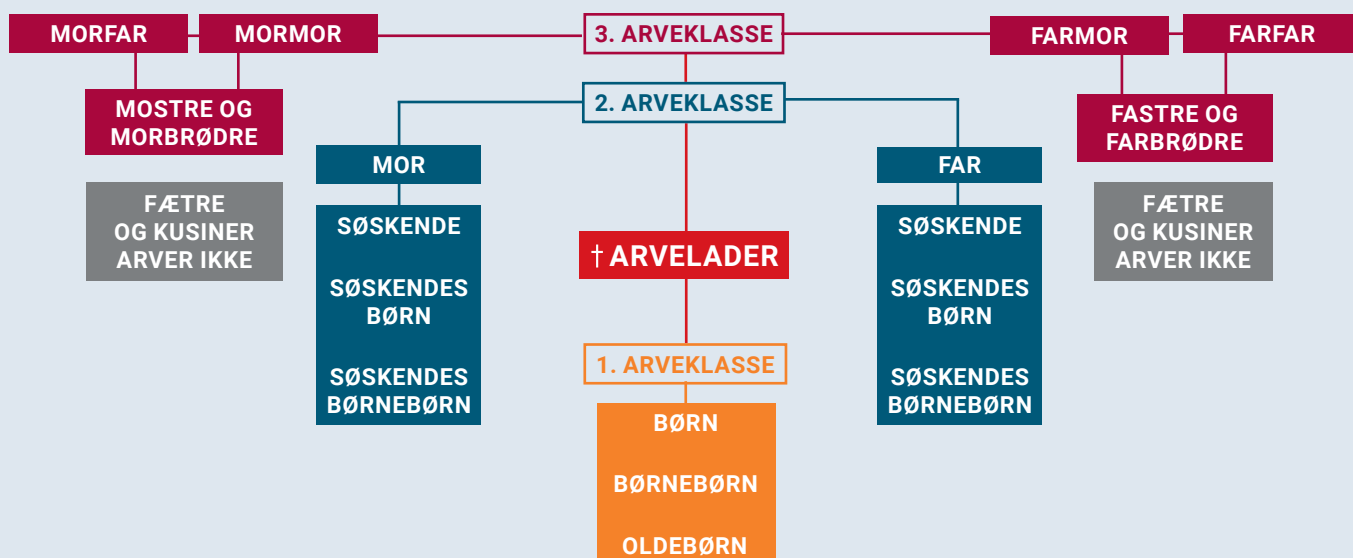 MORFAR
MORMOR
3. ARVEKLASSE
FARMOR
FARFAR
MOSTRE OG
MORBRØDRE
2. ARVEKLASSE
FASTRE OG
FARBRØDRE
MOR
FAR
FÆTRE
OG KUSINER
ARVER IKKE
SØSKENDE
SØSKENDES
BØRN
SØSKENDES
BØRNEBØRN
† ARVELADER
SØSKENDE
SØSKENDES
BØRN
SØSKENDES
BØRNEBØRN
FÆTRE
OG KUSINER
ARVER IKKE
1. ARVEKLASSE
BØRN
BØRNEBØRN
OLDEBØRN